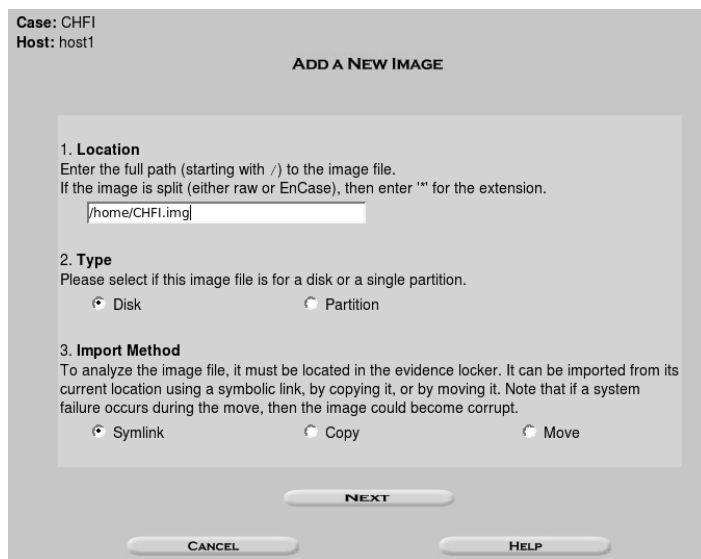 Case: CHFI
Host: host1
ADD A NEW IMAGE
1. Location
Enter the full path (starting with /) to the image file.
If the image is split (either raw or EnCase), then enter '*' for the extension.
/home/CHFI.img
2. Type
Please select if this image file is for a disk or a single partition.
Disk Partition
3. Import Method
To analyze the image file, it must be located in the evidence locker. It can be imported from its
current location using a symbolic link, by copying it, or by moving it. Note that if a system
failure occurs during the move, then the image could become corrupt.
Symlink Copy Move
NEXT
CANCEL HELP